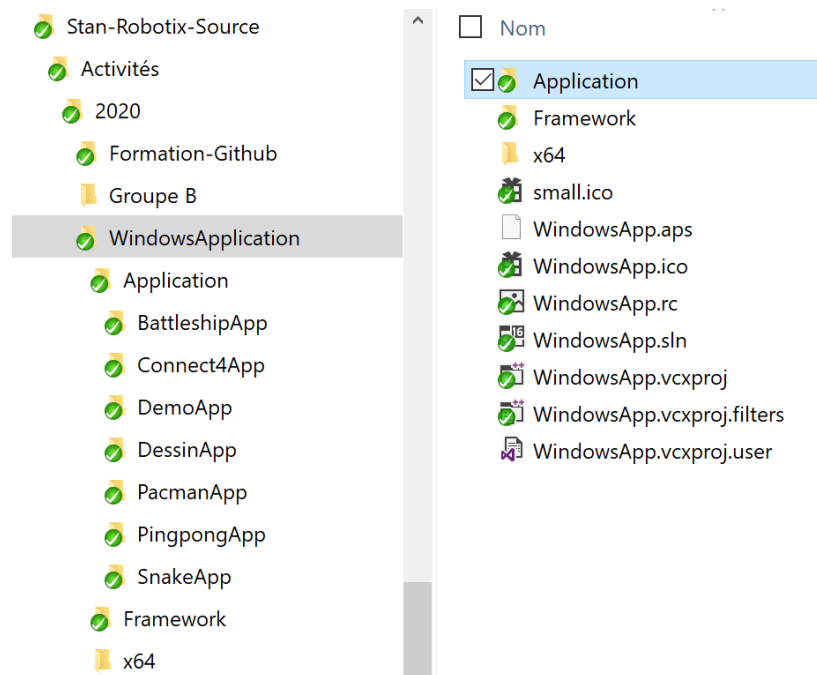 Stan-Robotix-Source
Activités
2020
Formation-Github
Groupe B
WindowsApplication
Application
BattleshipApp
Connect4App
DemoApp
DessinApp
PacmanApp
PingpongApp
SnakeApp
Framework
x64
Nom
Application
Framework
x64
small.ico
WindowsApp.aps
WindowsApp.ico
WindowsApp.rc
WindowsApp.sln
WindowsApp.vcxproj
WindowsApp.vcxproj.filters
WindowsApp.vcxproj.user